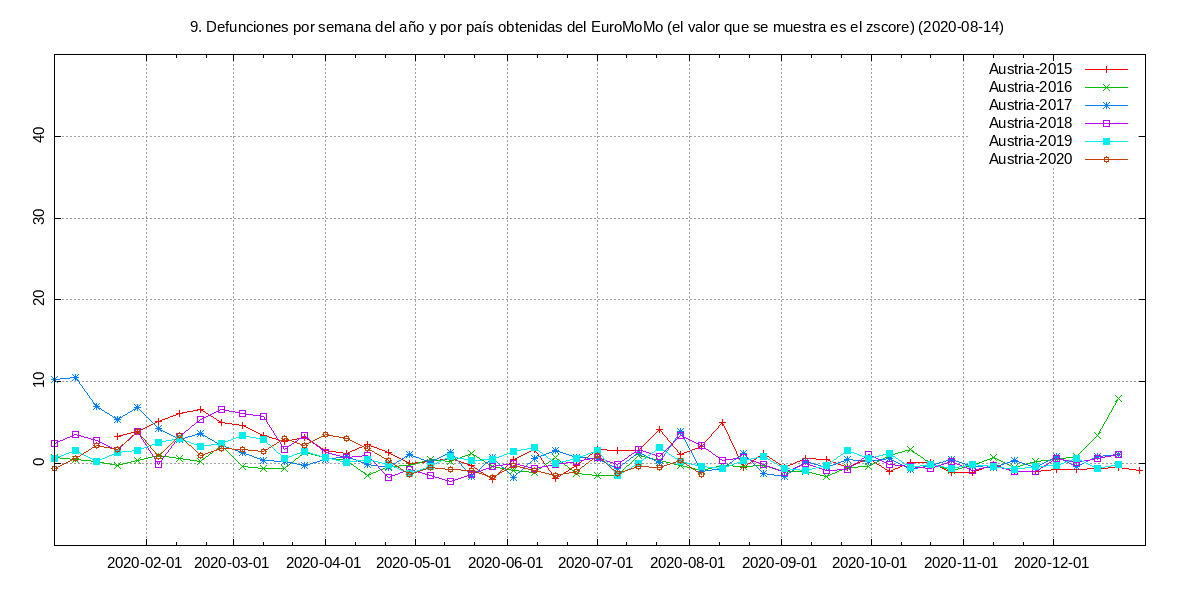 9. Defunciones por semana del año y por país obtenidas del EuroMoMo (el valor que se muestra es el zscore) (2020-08-14)
Austria-2015
Austria-2016
Austria-2017
Austria-2018
Austria-2019
Austria-2020
40
30
20
10
0
2020-02-01 2020-03-01 2020-04-01 2020-05-01 2020-06-01 2020-07-01 2020-08-01 2020-09-01 2020-10-01 2020-11-01 2020-12-01